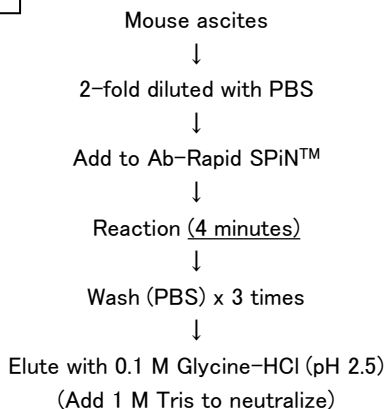 Mouse ascites
↓
2-fold diluted with PBS
↓
Add to Ab-Rapid SPiN™
↓
Reaction (4 minutes)
↓
Wash (PBS) x 3 times
↓
Elute with 0.1 M Glycine-HCl (pH 2.5)
(Add 1 M Tris to neutralize)